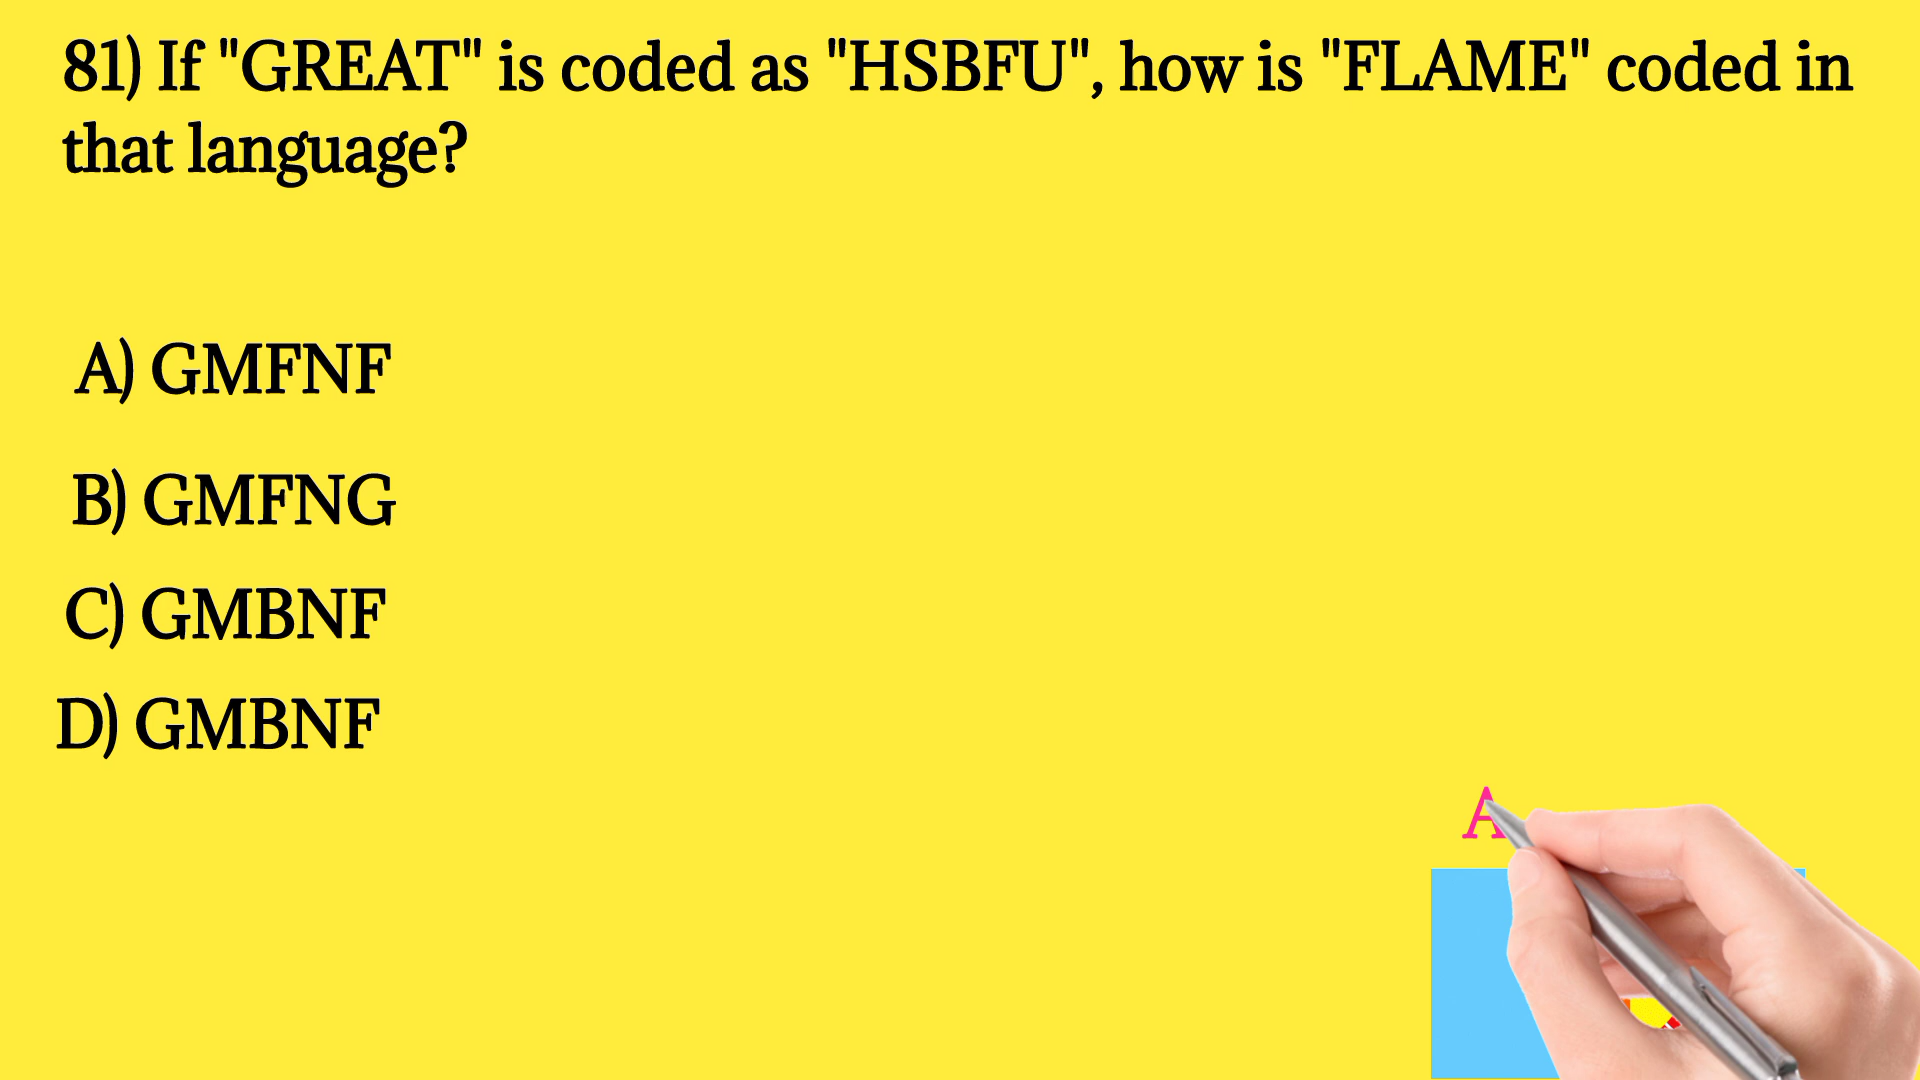 81) If "GREAT" is coded as "HSBFU", how is "FLAME" coded in
that language?
A) GMFNF
B) GMFNG
C) GMBNF
D) GMBNF
A